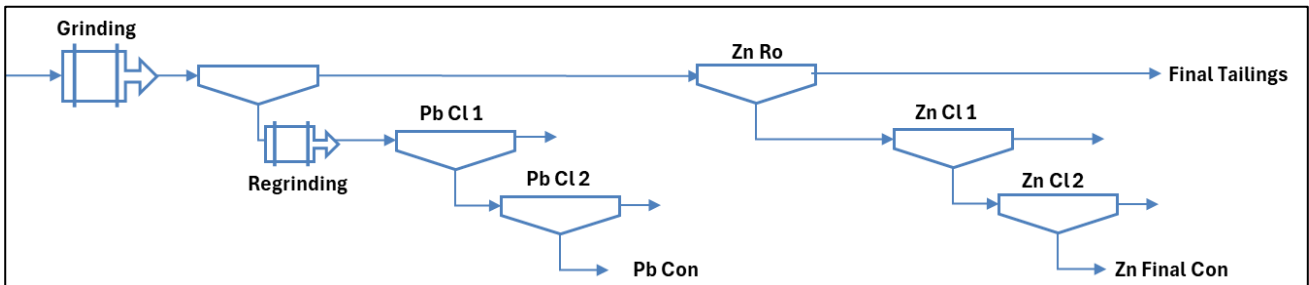 Grinding
Zn Ro
Final Tailings
Pb Cl 1
Zn Cl 1
Regrinding
Pb Cl 2
Zn Cl 2
Pb Con
Zn Final Con